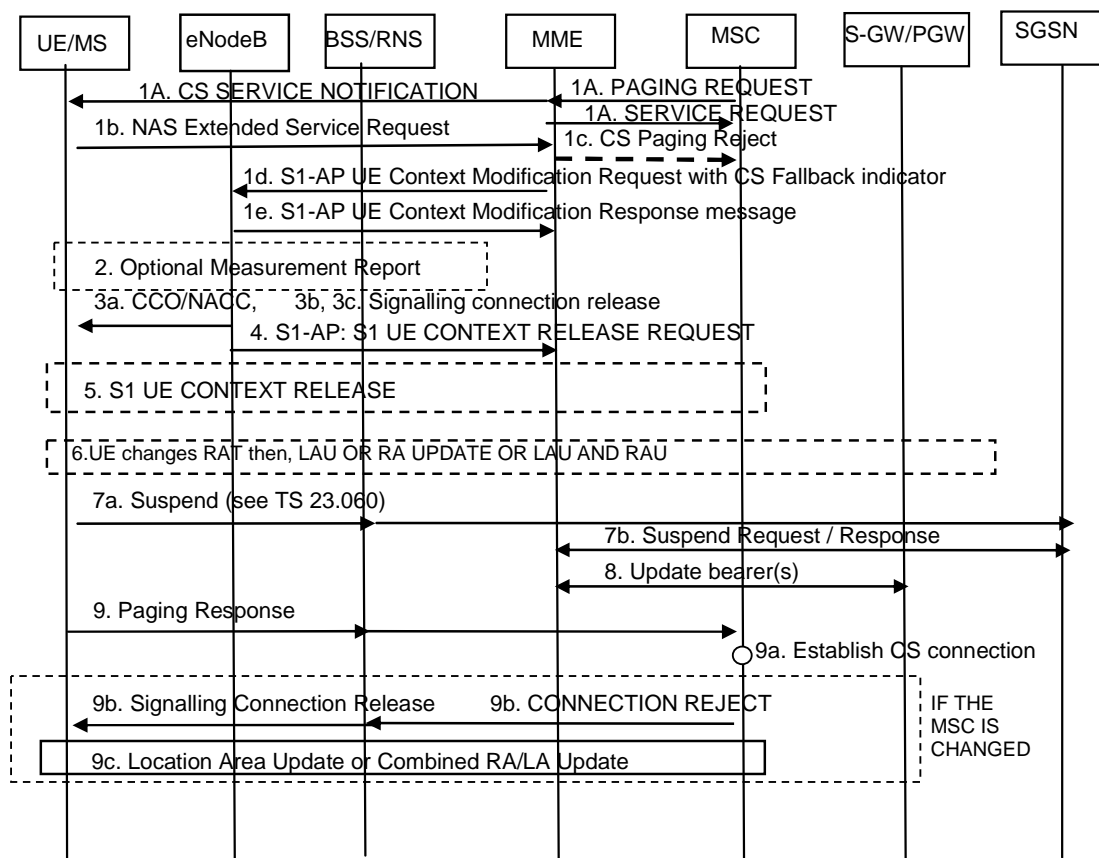 UE/MS
eNodeB
BSS/RNS
MME
MSC
S-GW/PGW
SGSN
1A. CS SERVICE NOTIFICATION
1A. PAGING REQUEST
1A. SERVICE REQUEST
1b. NAS Extended Service Request
1c. CS Paging Reject
1d. S1-AP UE Context Modification Request with CS Fallback indicator
1e. S1-AP UE Context Modification Response message
2. Optional Measurement Report
3a. CCO/NACC, 3b, 3c. Signalling connection release
4. S1-AP: S1 UE CONTEXT RELEASE REQUEST
5. S1 UE CONTEXT RELEASE
6.UE changes RAT then, LAU OR RA UPDATE OR LAU AND RAU
7a. Suspend (see TS 23.060)
7b. Suspend Request / Response
8. Update bearer(s)
9. Paging Response
9a. Establish CS connection
9b. Signalling Connection Release
9b. CONNECTION REJECT
IF THE
MSC IS
CHANGED
9c. Location Area Update or Combined RA/LA Update